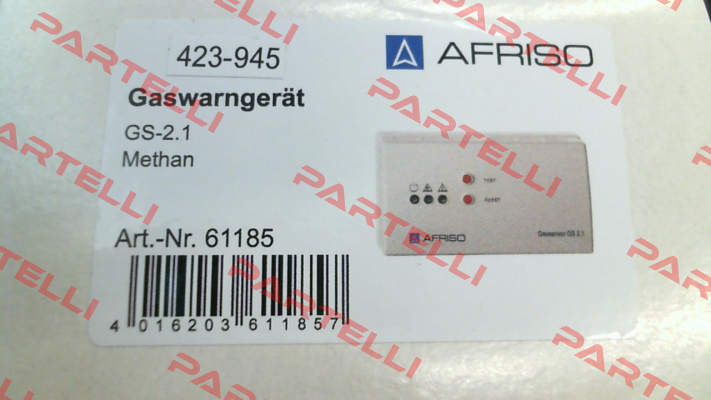 423-945
AFRISO
Gaswarngerät
GS-2.1
Methan
TEST
RESET
AFRISO
Gassensor GS 2.1
Art.-Nr. 61185
4 016203 611857
PARTELLI
PARTELLI
PARTELLI
PARTELLI
PARTELLI
PARTELLI
PARTELLI